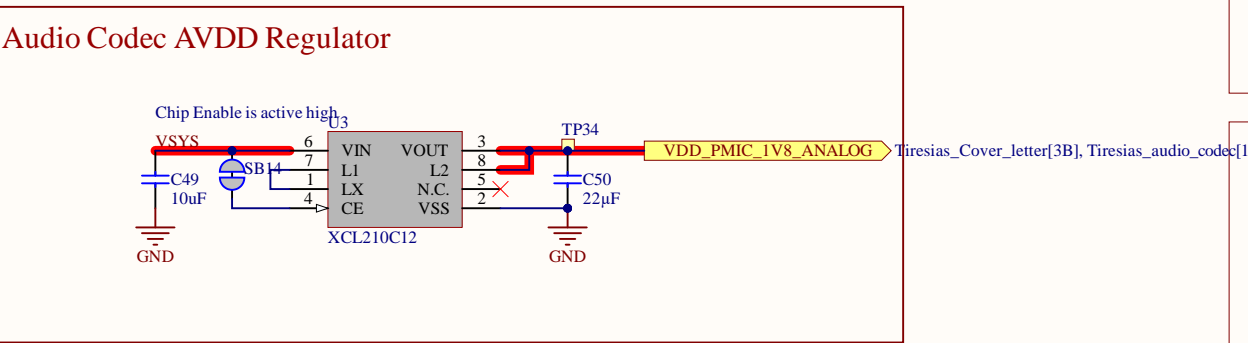 Audio Codec AVDD Regulator
Chip Enable is active high
U3
TP34
VSYS
6
VIN
VOUT
3
VDD_PMIC_1V8_ANALOG
Tiresias_Cover_letter[3B], Tiresias_audio_codec[1
7
L1
L2
8
SB14
C49
10uF
1
LX
N.C.
5
C50
22µF
4
CE
VSS
2
XCL210C12
GND
GND